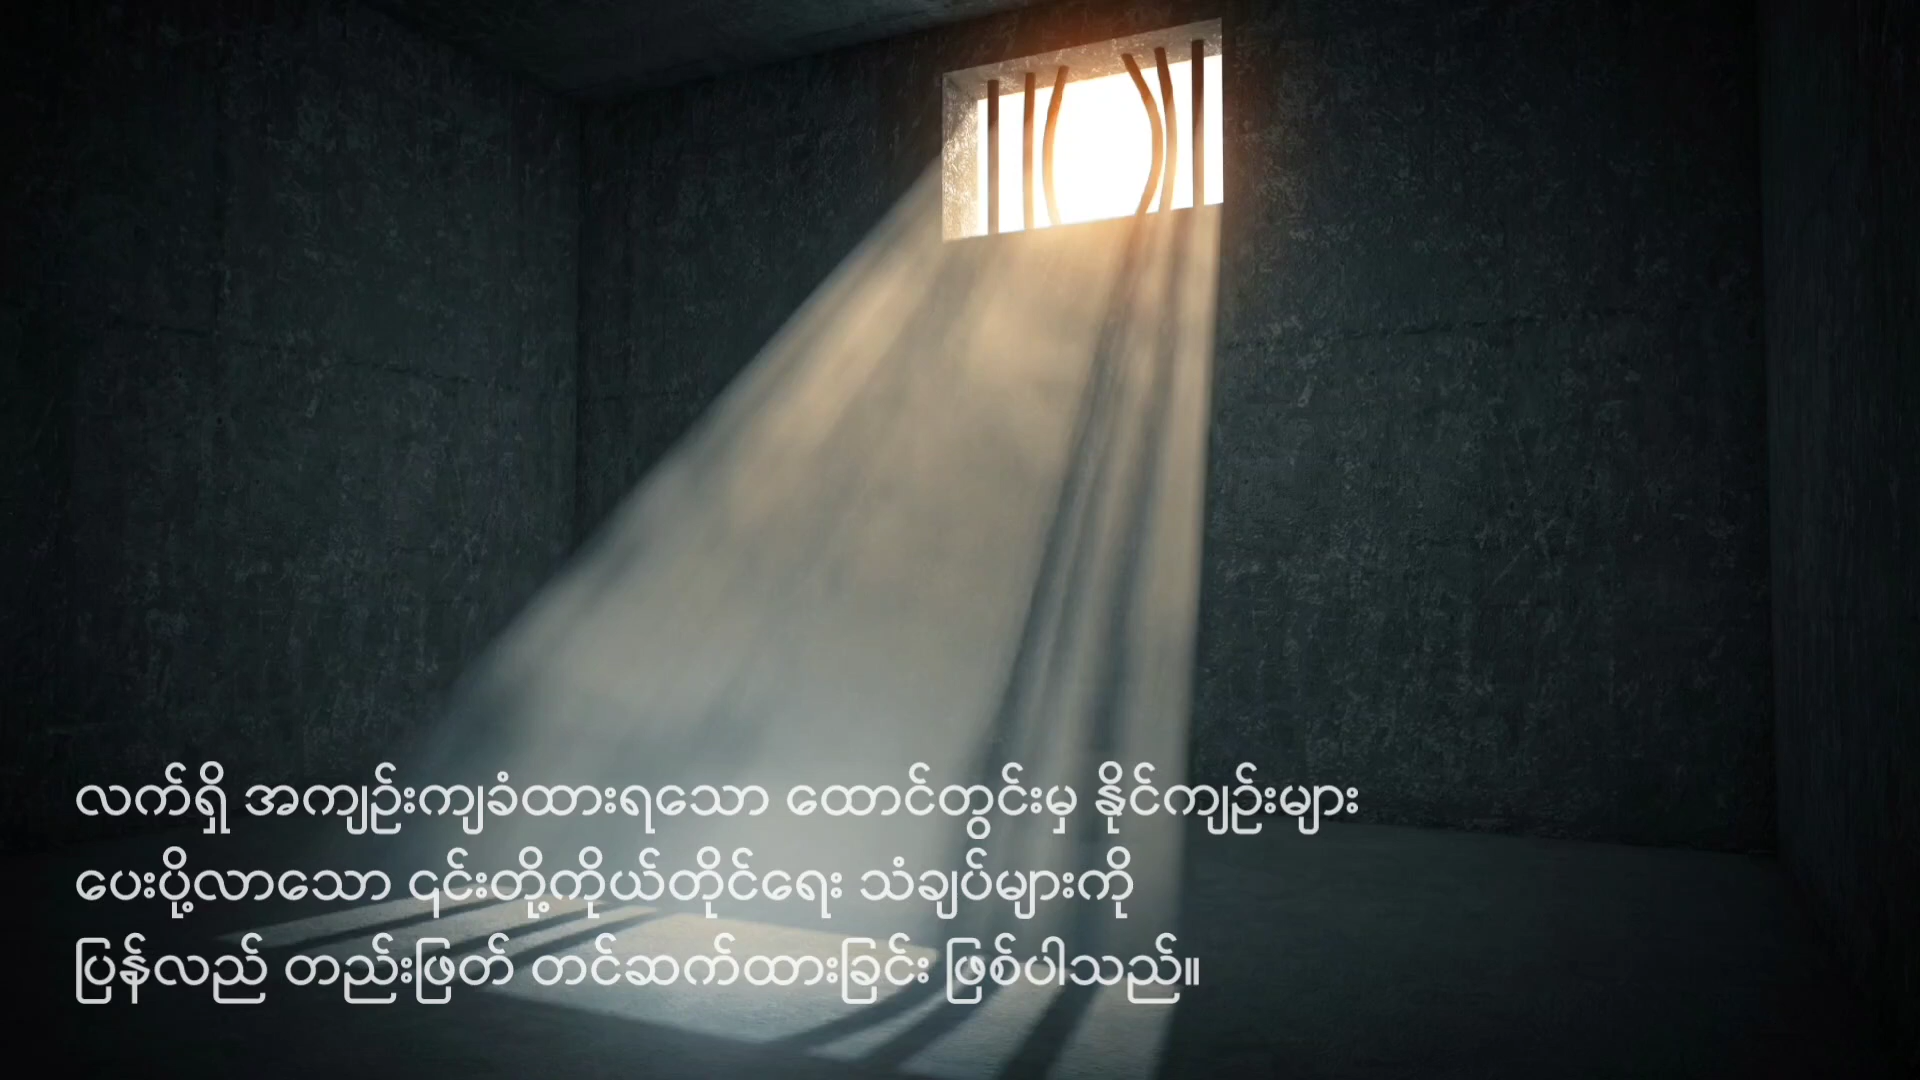 လက်ရှိ အကျဉ်းကျခံထားရသော ထောင်တွင်းမှ နိုင်ကျဉ်းများ
ပေးပို့လာသော ၎င်းတို့ကိုယ်တိုင်ရေး သံချပ်များကို
ပြန်လည် တည်းဖြတ် တင်ဆက်ထားခြင်း ဖြစ်ပါသည်။